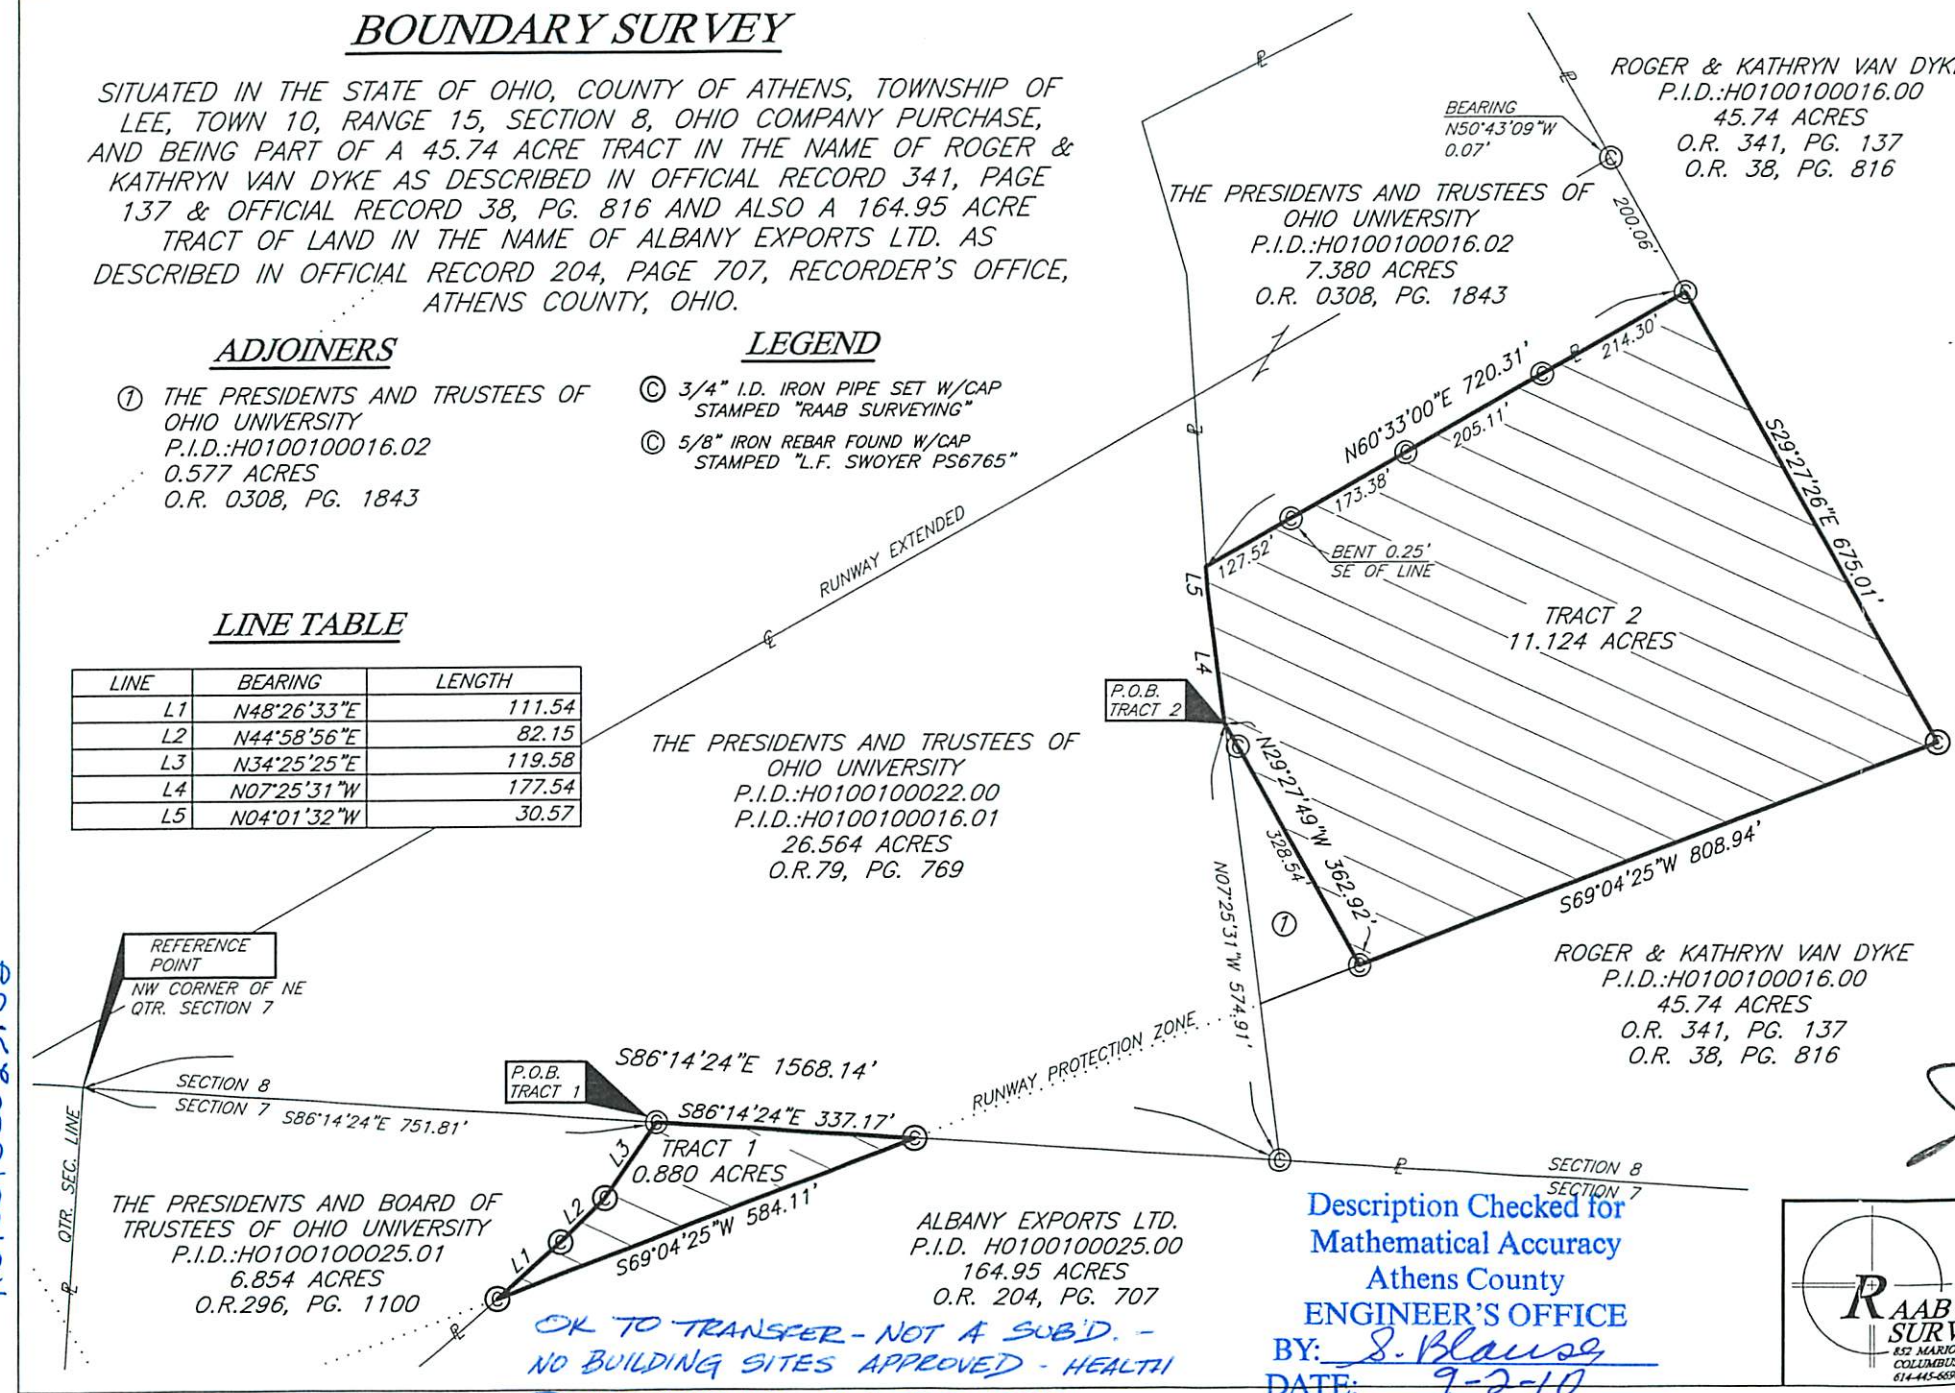 BOUNDARY SURVEY
SITUATED IN THE STATE OF OHIO, COUNTY OF ATHENS, TOWNSHIP OF
LEE, TOWN 10, RANGE 15, SECTION 8, OHIO COMPANY PURCHASE,
AND BEING PART OF A 45.74 ACRE TRACT IN THE NAME OF ROGER &
KATHRYN VAN DYKE AS DESCRIBED IN OFFICIAL RECORD 341, PAGE
137 & OFFICIAL RECORD 38, PG. 816 AND ALSO A 164.95 ACRE
TRACT OF LAND IN THE NAME OF ALBANY EXPORTS LTD. AS
DESCRIBED IN OFFICIAL RECORD 204, PAGE 707, RECORDER'S OFFICE,
ATHENS COUNTY, OHIO.
ADJOINERS
① THE PRESIDENTS AND TRUSTEES OF
OHIO UNIVERSITY
P.I.D.:H0100100016.02
0.577 ACRES
O.R. 0308, PG. 1843
LEGEND
Ⓒ 3/4" I.D. IRON PIPE SET W/CAP
STAMPED "RAAB SURVEYING"
Ⓒ 5/8" IRON REBAR FOUND W/CAP
STAMPED "L.F. SWOYER PS6765"
LINE TABLE
LINE BEARING LENGTH
L1 N48°26'33"E 111.54
L2 N44°58'56"E 82.15
L3 N34°25'25"E 119.58
L4 N07°25'31"W 177.54
L5 N04°01'32"W 30.57
ROGER & KATHRYN VAN DYKE
P.I.D.:H0100100016.00
45.74 ACRES
O.R. 341, PG. 137
O.R. 38, PG. 816
BEARING
N50°43'09"W
0.07'
THE PRESIDENTS AND TRUSTEES OF
OHIO UNIVERSITY
P.I.D.:H0100100016.02
7.380 ACRES
O.R. 0308, PG. 1843
200.06'
N60°33'00"E 720.31'
214.30'
205.11'
173.38'
127.52'
BENT 0.25'
SE OF LINE
S29°27'26"E 675.01'
TRACT 2
11.124 ACRES
L5
L4
P.O.B.
TRACT 2
N29°27'49"W 362.92'
328.54'
S69°04'25"W 808.94'
N07°25'31"W 574.91'
①
RUNWAY EXTENDED
THE PRESIDENTS AND TRUSTEES OF
OHIO UNIVERSITY
P.I.D.:H0100100022.00
P.I.D.:H0100100016.01
26.564 ACRES
O.R.79, PG. 769
ROGER & KATHRYN VAN DYKE
P.I.D.:H0100100016.00
45.74 ACRES
O.R. 341, PG. 137
O.R. 38, PG. 816
REFERENCE
POINT
NW CORNER OF NE
QTR. SECTION 7
RUNWAY PROTECTION ZONE
S86°14'24"E 1568.14'
P.O.B.
TRACT 1
SECTION 8
SECTION 7
S86°14'24"E 751.81'
S86°14'24"E 337.17'
TRACT 1
0.880 ACRES
L3
L2
L1
S69°04'25"W 584.11'
QTR. SEC. LINE
THE PRESIDENTS AND BOARD OF
TRUSTEES OF OHIO UNIVERSITY
P.I.D.:H0100100025.01
6.854 ACRES
O.R.296, PG. 1100
ALBANY EXPORTS LTD.
P.I.D. H0100100025.00
164.95 ACRES
O.R. 204, PG. 707
SECTION 8
SECTION 7
Description Checked for
Mathematical Accuracy
Athens County
ENGINEER'S OFFICE
BY: S. Blauser
DATE: 9-2-10
OK TO TRANSFER - NOT A SUB'D. -
NO BUILDING SITES APPROVED - HEALTH
RAAB
SURV
852 MARIO
COLUMBUS